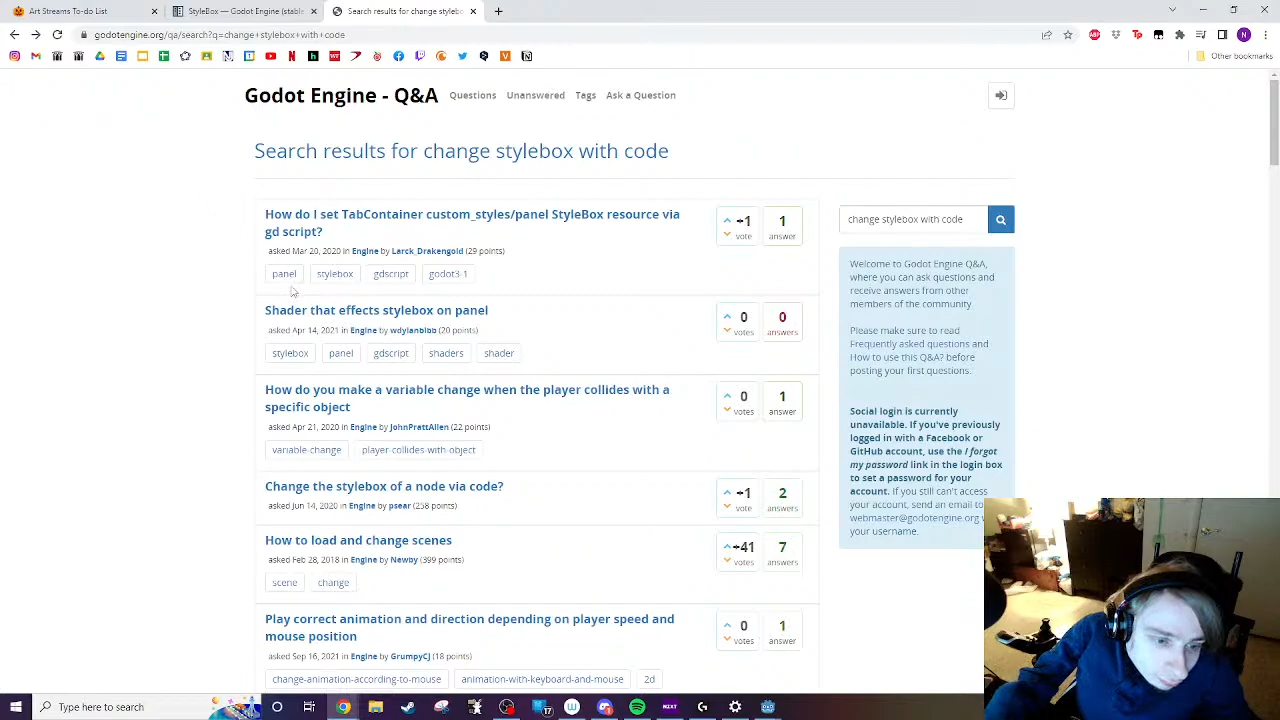 Art Streams To-do List
StyleBox — Godot Engine (stable
Search results for change stylebo
godotengine.org/qa/search?q=change+stylebox+with+code
Other bookmarks
Godot Engine - Q&A
Questions
Unanswered
Tags
Ask a Question
Search results for change stylebox with code
How do I set TabContainer custom_styles/panel StyleBox resource via
gd script?
asked Mar 20, 2020 in Engine by Larck_Drakengold (29 points)
panel
stylebox
gdscript
godot3-1
+1
vote
1
answer
Shader that effects stylebox on panel
asked Apr 14, 2021 in Engine by wdylanbibb (20 points)
stylebox
panel
gdscript
shaders
shader
0
votes
0
answers
How do you make a variable change when the player collides with a
specific object
asked Apr 21, 2020 in Engine by JohnPrattAllen (22 points)
variable-change
player-collides-with-object
0
votes
1
answer
Change the stylebox of a node via code?
asked Jun 14, 2020 in Engine by psear (258 points)
+1
vote
2
answers
How to load and change scenes
asked Feb 28, 2018 in Engine by Newby (399 points)
scene
change
+41
votes
7
answers
Play correct animation and direction depending on player speed and
mouse position
asked Sep 16, 2021 in Engine by GrumpyCJ (18 points)
change-animation-according-to-mouse
animation-with-keyboard-and-mouse
2d
0
votes
1
answer
change stylebox with code
Welcome to Godot Engine Q&A,
where you can ask questions and
receive answers from other
members of the community.
Please make sure to read
Frequently asked questions and
How to use this Q&A? before
posting your first questions.
Social login is currently
unavailable. If you've previously
logged in with a Facebook or
GitHub account, use the I forgot
my password link in the login box
to set a password for your
account. If you still can't access
your account, send an email to
webmaster@godotengine.org
your username.
Type here to search